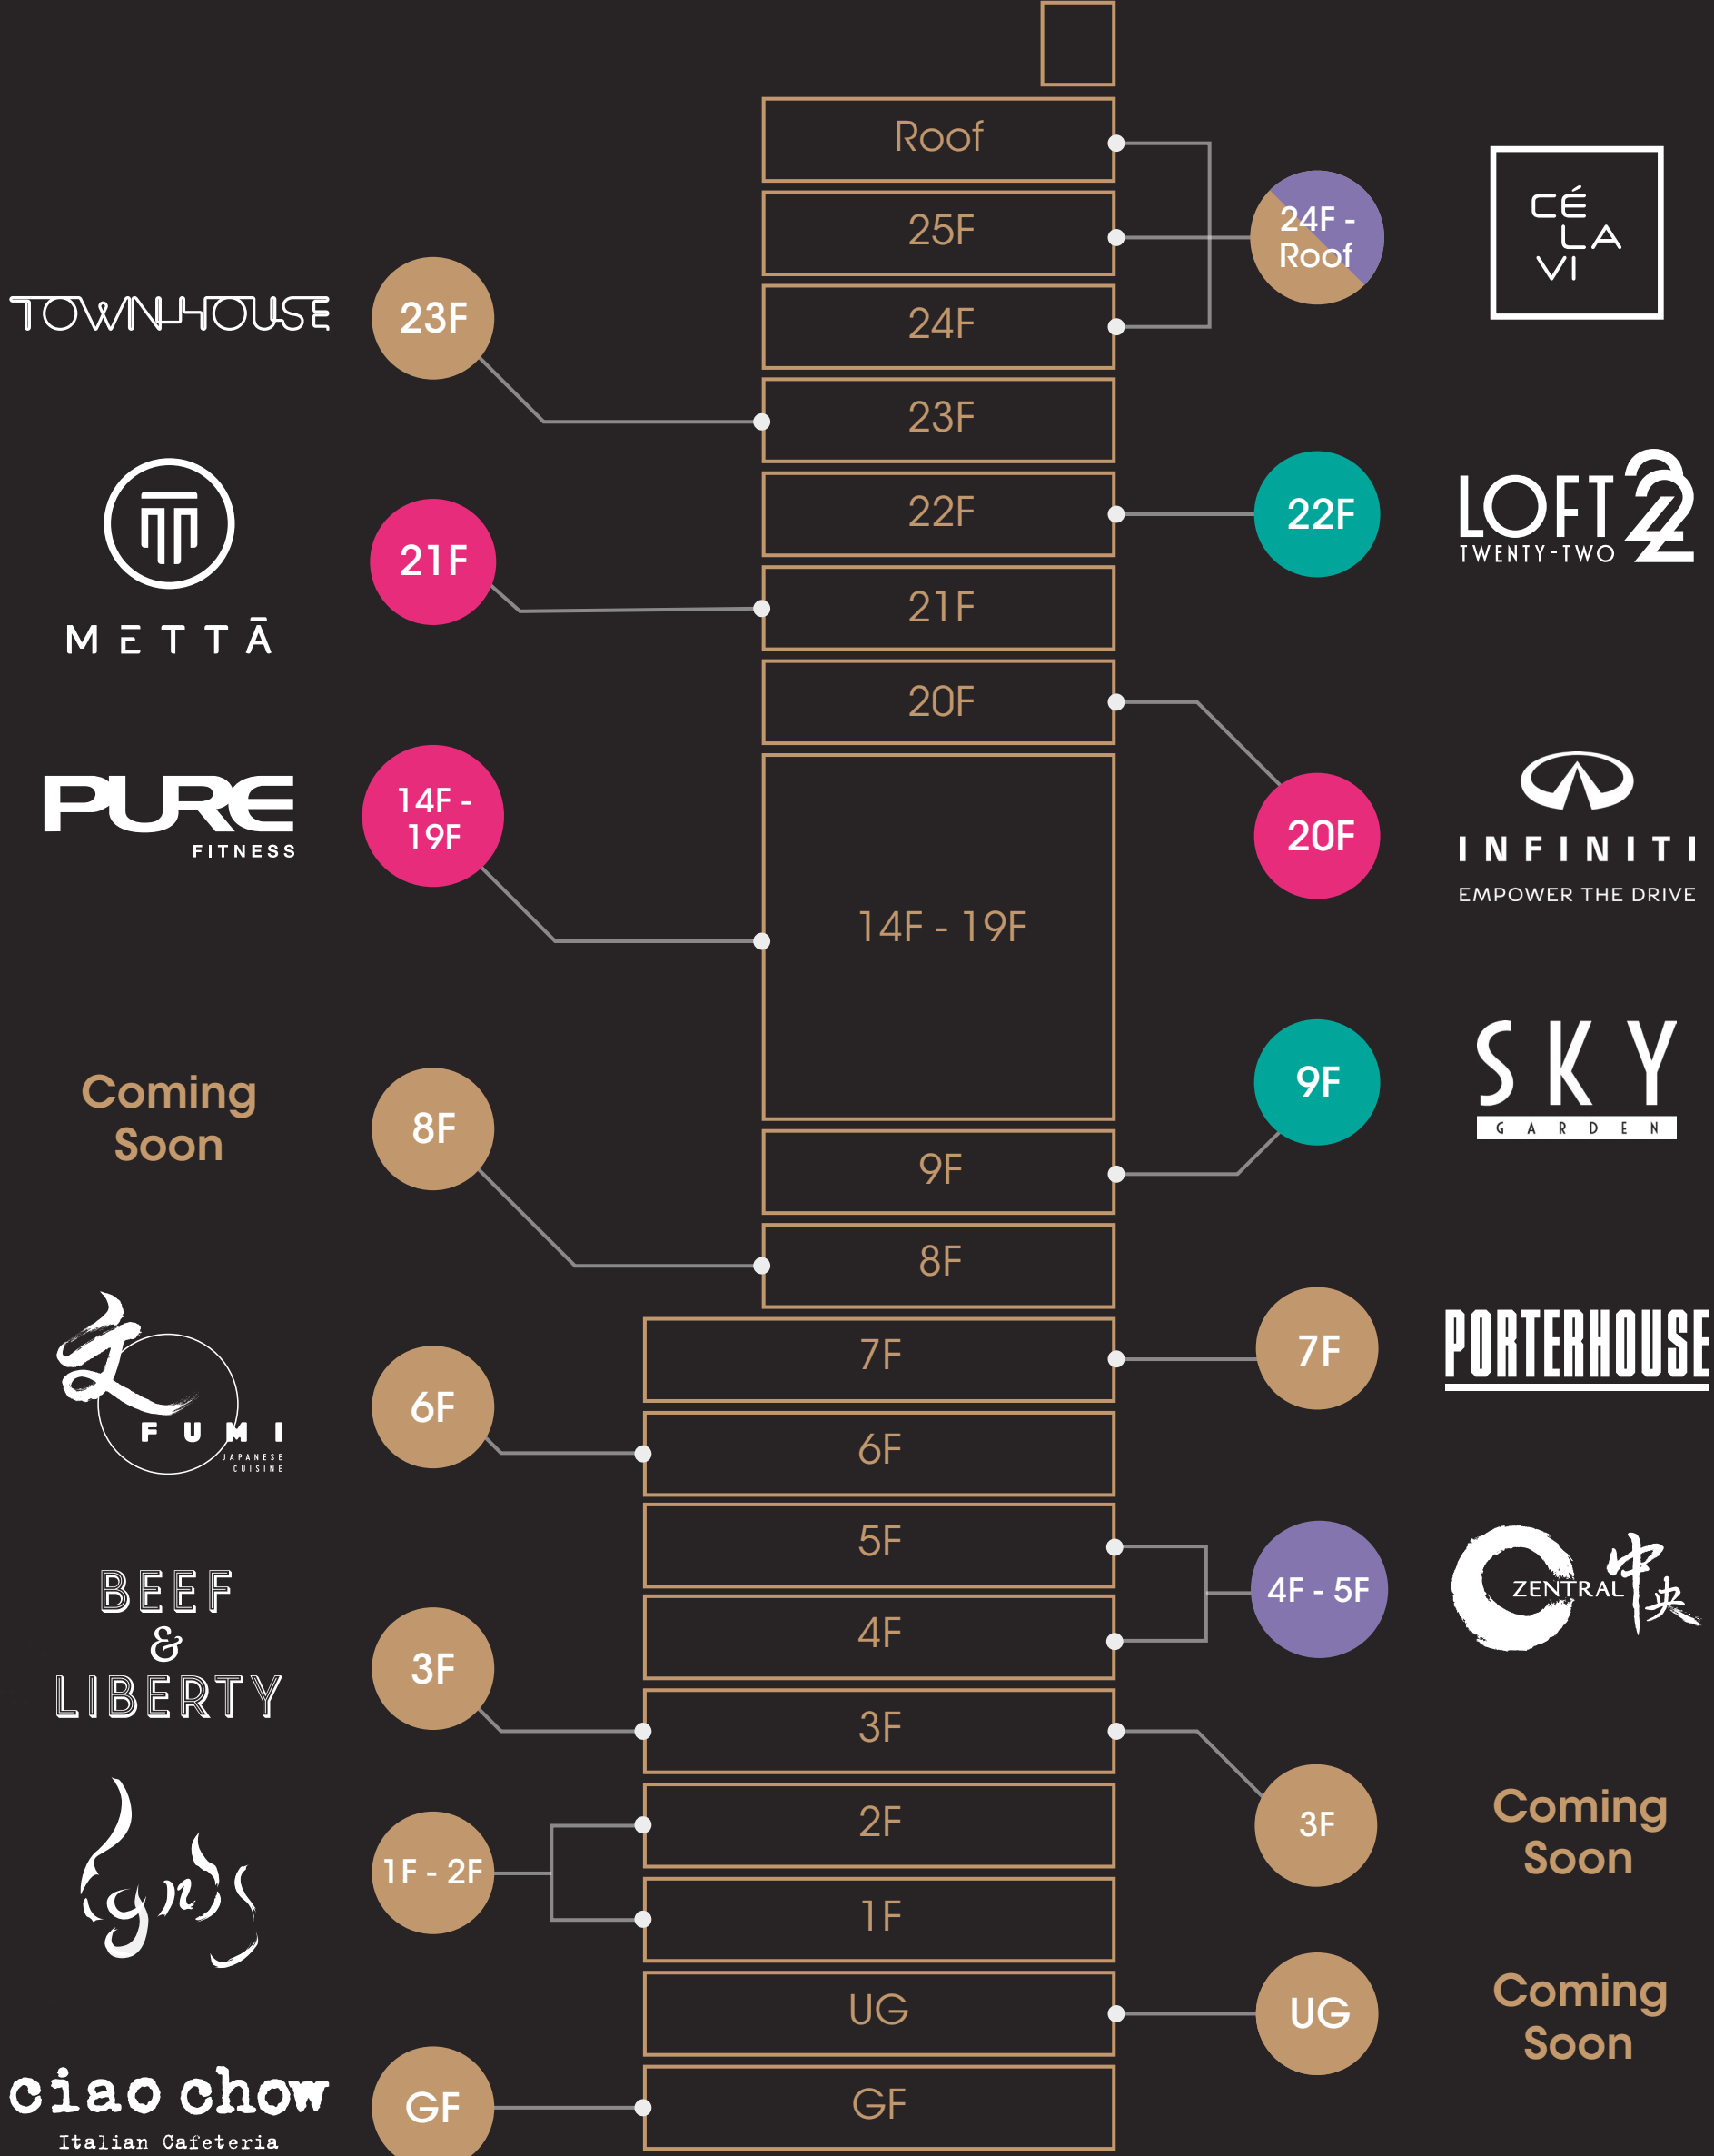 Roof
24F -
Roof
CÉ
LA
VI
25F
24F
TOWNHOUSE
23F
23F
22F
22F
LOFT 22
TWENTY-TWO
METTĀ
21F
21F
20F
20F
INFINITI
EMPOWER THE DRIVE
PURE
FITNESS
14F -
19F
14F - 19F
9F
9F
SKY
GARDEN
Coming
Soon
8F
8F
7F
7F
PORTERHOUSE
FUMI
JAPANESE
CUISINE
6F
6F
5F
4F
4F - 5F
ZENTRAL 中央
BEEF
&
LIBERTY
3F
3F
3F
Coming
Soon
1F - 2F
2F
1F
UG
UG
Coming
Soon
ciao chow
Italian Cafeteria
GF
GF